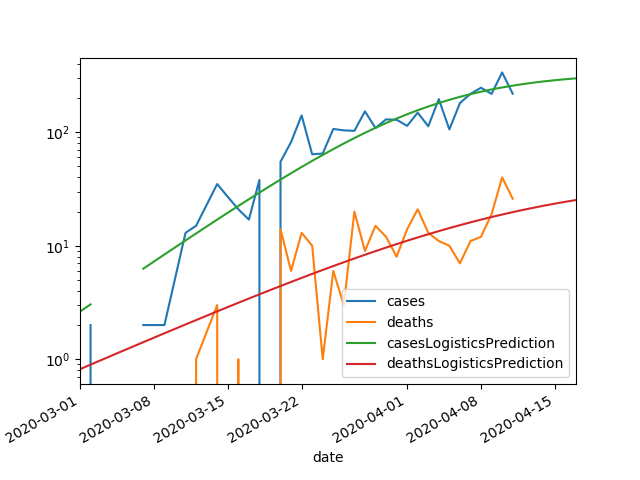 10²
10¹
10⁰
cases
deaths
casesLogisticsPrediction
deathsLogisticsPrediction
2020-03-01
2020-03-08
2020-03-15
2020-03-22
2020-04-01
2020-04-08
2020-04-15
date